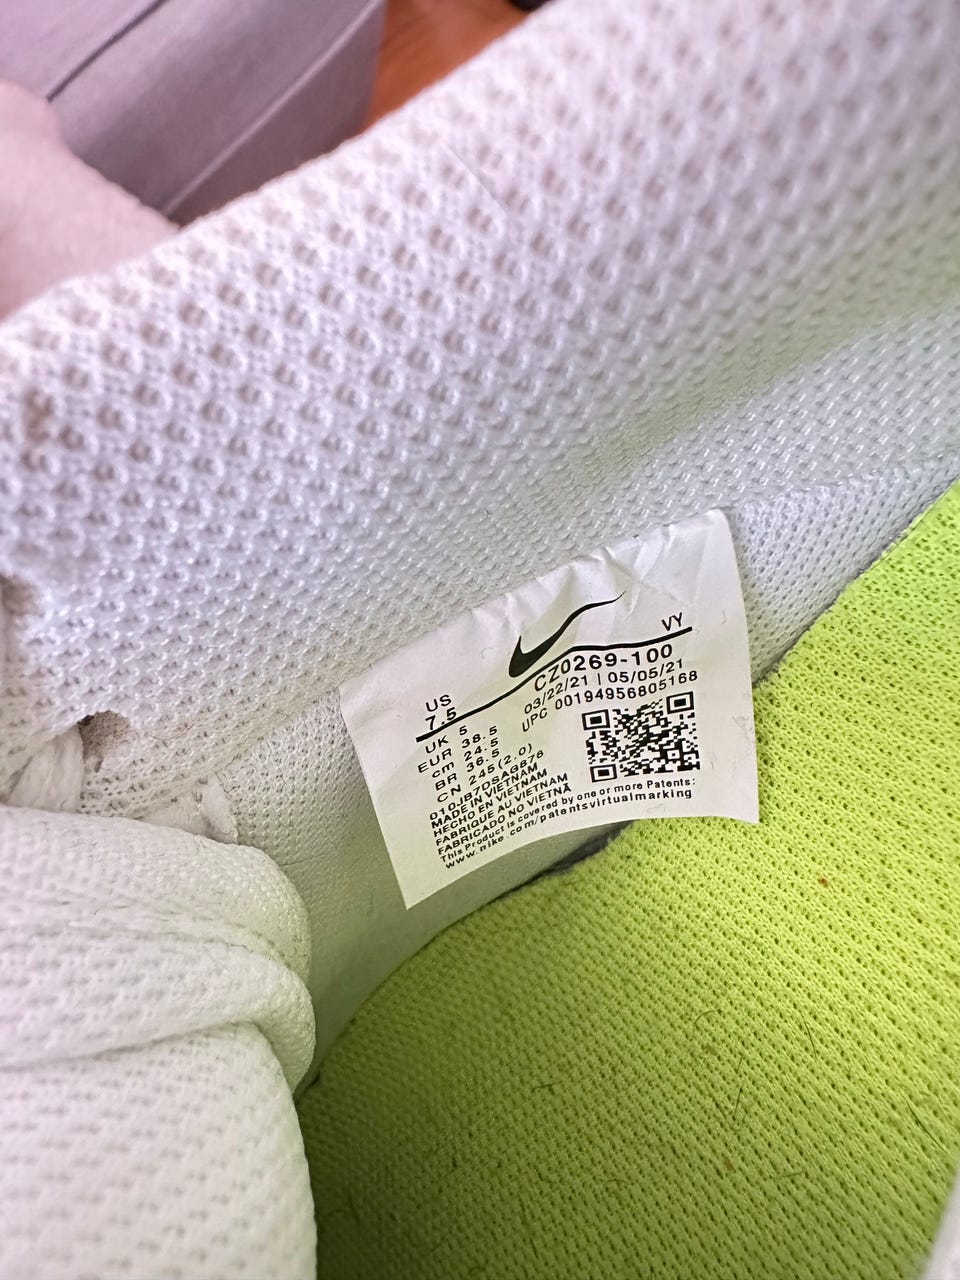 VY
CZ0269-100
03/22/21 | 05/05/21
UPC 00194956805168
US
7.5
UK 5
EUR 38.5
cm 24.5
BR 36.5
CN 245(2.0)
MADE IN VIETNAM
HECHO EN VIETNAM
FABRIQUE AU VIETNAM
FABRICADO NO VIETNÃ
This Product is covered by one or more Patents:
www.nike.com/patentsvirtualmarking